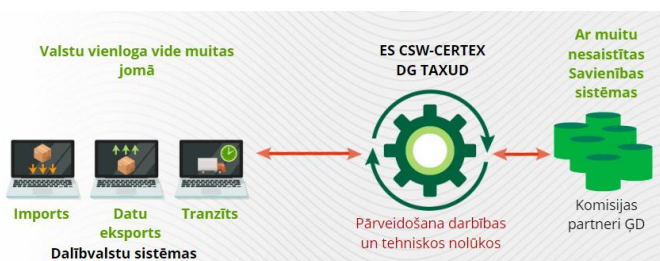 Valstu vienloga vide muitas
jomā
Imports
Datu
eksports
Tranzīts
Dalībvalstu sistēmas
ES CSW-CERTEX
DG TAXUD
Pārveidošana darbības
un tehniskos nolūkos
Ar muitu
nesaistītas
Savienības
sistēmas
Komisijas
partneri ĢD